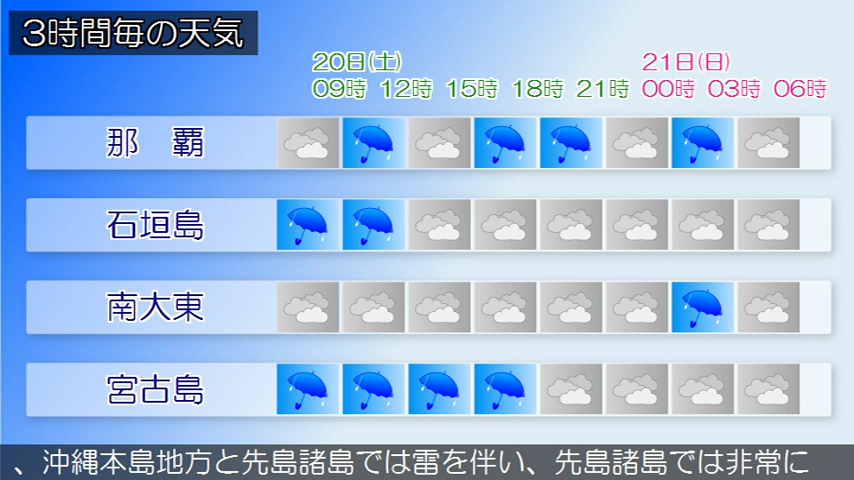 3時間毎の天気
20日(土) 21日(日)
09時 12時 15時 18時 21時 00時 03時 06時
那　覇
石垣島
南大東
宮古島
、沖縄本島地方と先島諸島では雷を伴い、先島諸島では非常に